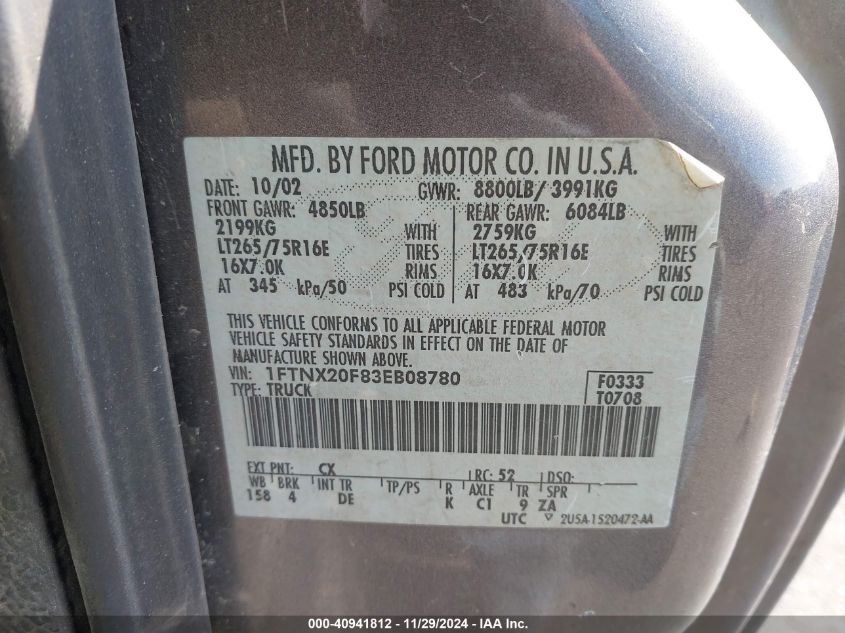 MFD. BY FORD MOTOR CO. IN U.S.A.
DATE: 10/02 GVWR: 8800LB/ 3991KG
FRONT GAWR: 4850LB REAR GAWR: 6084LB
2199KG WITH 2759KG WITH
LT265/75R16E TIRES LT265/75R16E TIRES
16X7.0K RIMS 16X7.0K RIMS
AT 345 kPa/50 PSI COLD AT 483 kPa/70 PSI COLD
THIS VEHICLE CONFORMS TO ALL APPLICABLE FEDERAL MOTOR
VEHICLE SAFETY STANDARDS IN EFFECT ON THE DATE OF
MANUFACTURE SHOWN ABOVE.
VIN: 1FTNX20F83EB08780 F0333
TYPE: TRUCK T0708
EXT PNT: CX RC: 52 DSO:
WB BRK INT TR TP/PS R AXLE TR SPR
158 4 DE K C1 9 ZA
UTC ▽ 2U5A-1520472-AA
000-40941812 - 11/29/2024 - IAA Inc.